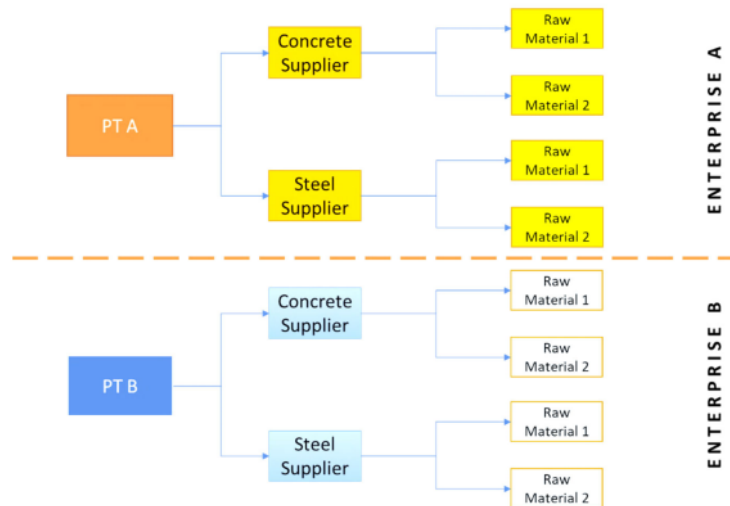 Concrete
Supplier
Raw
Material 1
Raw
Material 2
PT A
Steel
Supplier
Raw
Material 1
Raw
Material 2
ENTERPRISE A
Concrete
Supplier
Raw
Material 1
Raw
Material 2
PT B
Steel
Supplier
Raw
Material 1
Raw
Material 2
ENTERPRISE B